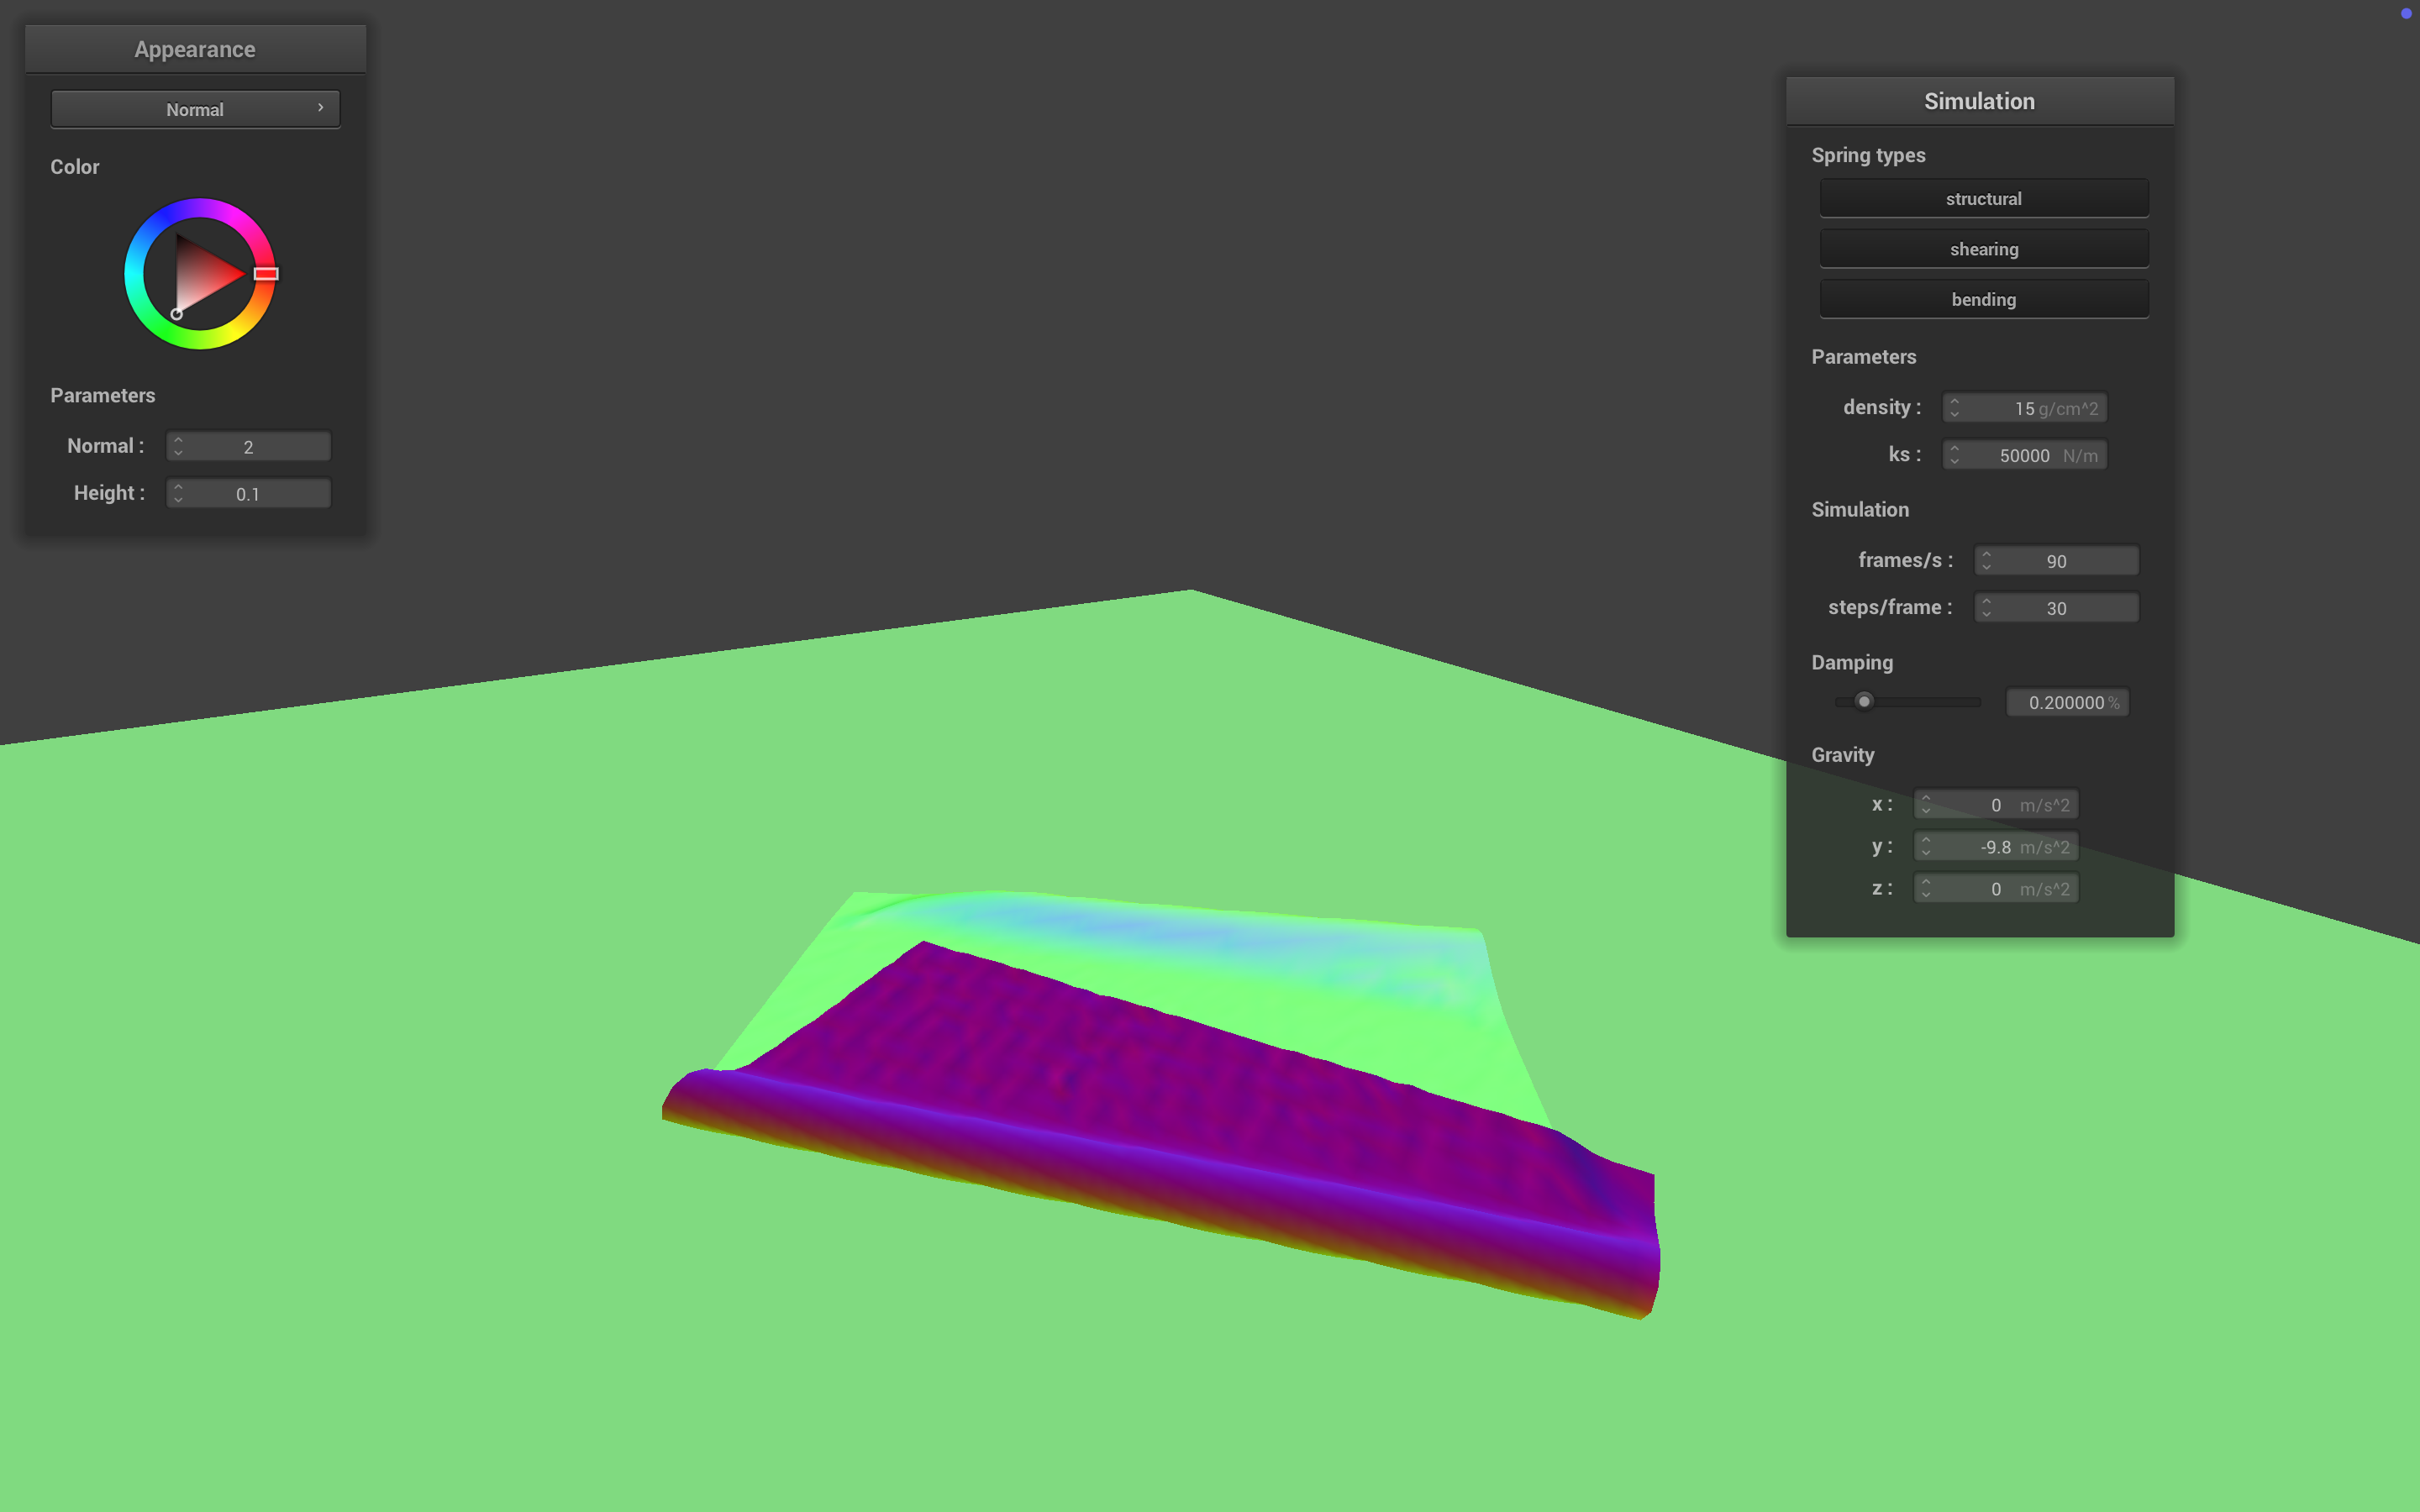 Appearance
Normal
Color
Parameters
Normal : 2
Height : 0.1
Simulation
Spring types
structural
shearing
bending
Parameters
density : 15 g/cm^2
ks : 50000 N/m
Simulation
frames/s : 90
steps/frame : 30
Damping
0.200000 %
Gravity
x : 0 m/s^2
y : -9.8 m/s^2
z : 0 m/s^2